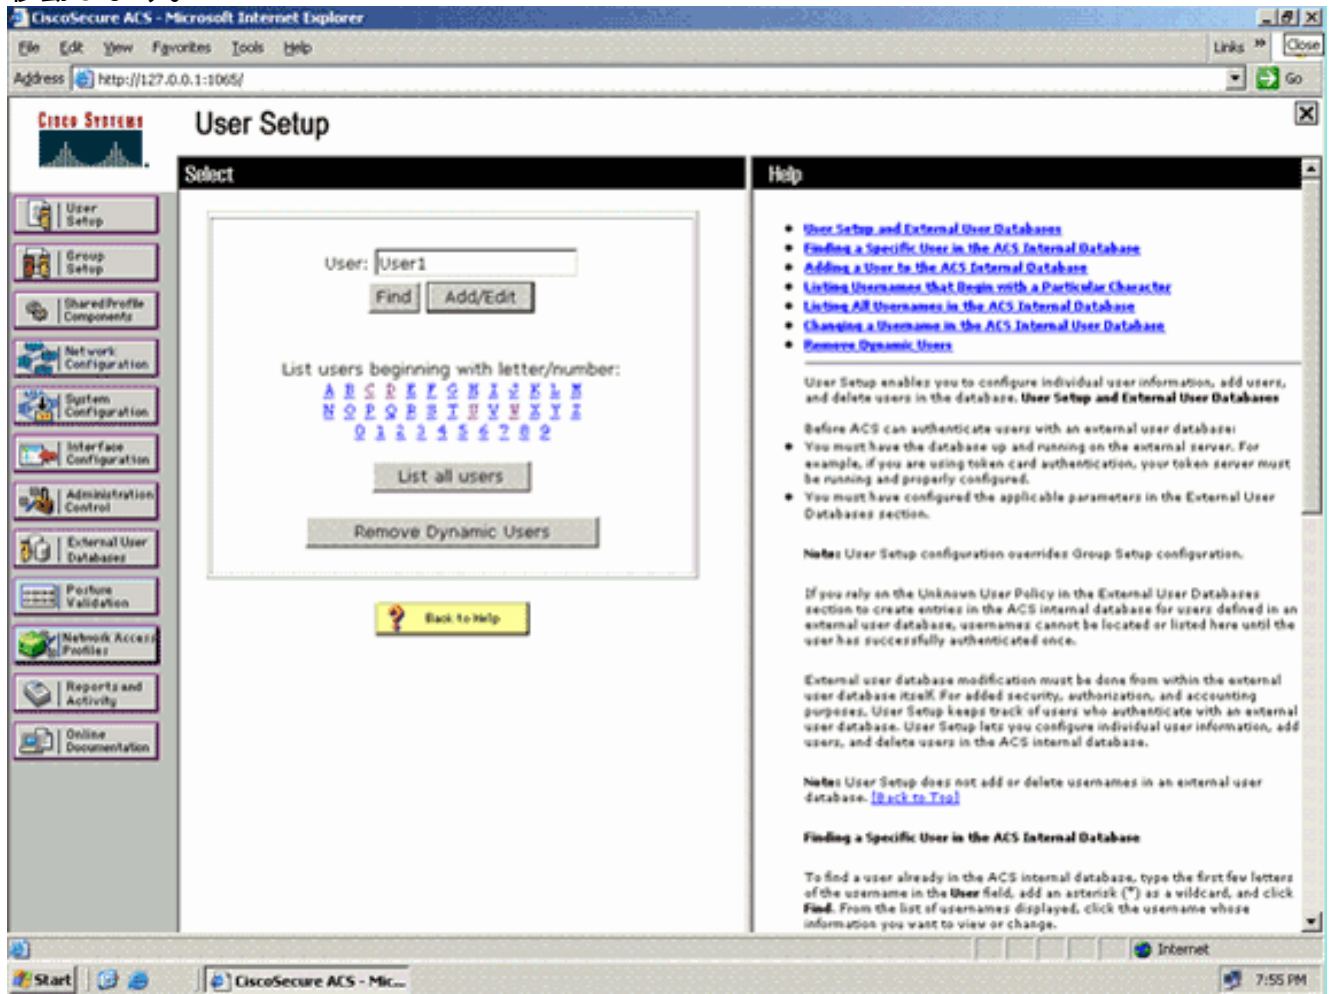 CiscoSecure ACS - Microsoft Internet Explorer
File Edit View Favorites Tools Help
Links »
Close
Address http://127.0.0.1:1065/
Go
CISCO SYSTEMS
User Setup
Select
User Setup
Group Setup
Shared Profile Components
Network Configuration
System Configuration
Interface Configuration
Administration Control
External User Databases
Posture Validation
Network Access Profiles
Reports and Activity
Online Documentation
User: User1
Find Add/Edit
List users beginning with letter/number:
A B C D E F G H I J K L M
N O P Q R S T U V W X Y Z
0 1 2 3 4 5 6 7 8 9
List all users
Remove Dynamic Users
Back to Help
Help
• User Setup and External User Databases
• Finding a Specific User in the ACS Internal Database
• Adding a User to the ACS Internal Database
• Listing Usernames that Begin with a Particular Character
• Listing All Usernames in the ACS Internal Database
• Changing a Username in the ACS Internal User Database
• Remove Dynamic Users
User Setup enables you to configure individual user information, add users,
and delete users in the database. User Setup and External User Databases
Before ACS can authenticate users with an external user database:
• You must have the database up and running on the external server. For
example, if you are using token card authentication, your token server must
be running and properly configured.
• You must have configured the applicable parameters in the External User
Databases section.
Note: User Setup configuration overrides Group Setup configuration.
If you rely on the Unknown User Policy in the External User Databases
section to create entries in the ACS internal database for users defined in an
external user database, usernames cannot be located or listed here until the
user has successfully authenticated once.
External user database modification must be done from within the external
user database itself. For added security, authorization, and accounting
purposes, User Setup keeps track of users who authenticate with an external
user database. User Setup lets you configure individual user information, add
users, and delete users in the ACS internal database.
Note: User Setup does not add or delete usernames in an external user
database. [Back to Top]
Finding a Specific User in the ACS Internal Database
To find a user already in the ACS internal database, type the first few letters
of the username in the User field, add an asterisk (*) as a wildcard, and click
Find. From the list of usernames displayed, click the username whose
information you want to view or change.
Internet
Start
CiscoSecure ACS - Mic...
7:55 PM